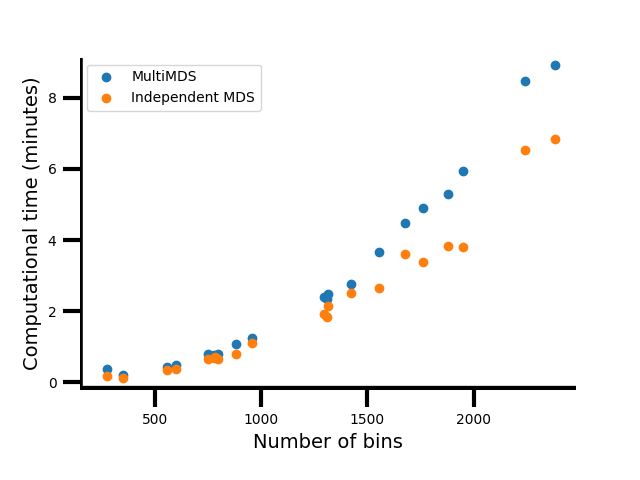 MultiMDS
Independent MDS
Computational time (minutes)
8
6
4
2
0
500 1000 1500 2000
Number of bins